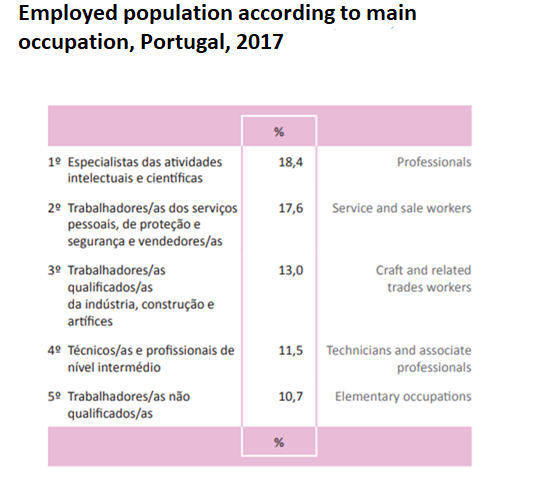 Employed population according to main
occupation, Portugal, 2017
%
1º Especialistas das atividades
intelectuais e científicas
18,4
Professionals
2º Trabalhadores/as dos serviços
pessoais, de proteção e
segurança e vendedores/as
17,6
Service and sale workers
3º Trabalhadores/as
qualificados/as
da indústria, construção e
artífices
13,0
Craft and related
trades workers
4º Técnicos/as e profissionais de
nível intermédio
11,5
Technicians and associate
professionals
5º Trabalhadores/as não
qualificados/as
10,7
Elementary occupations
%